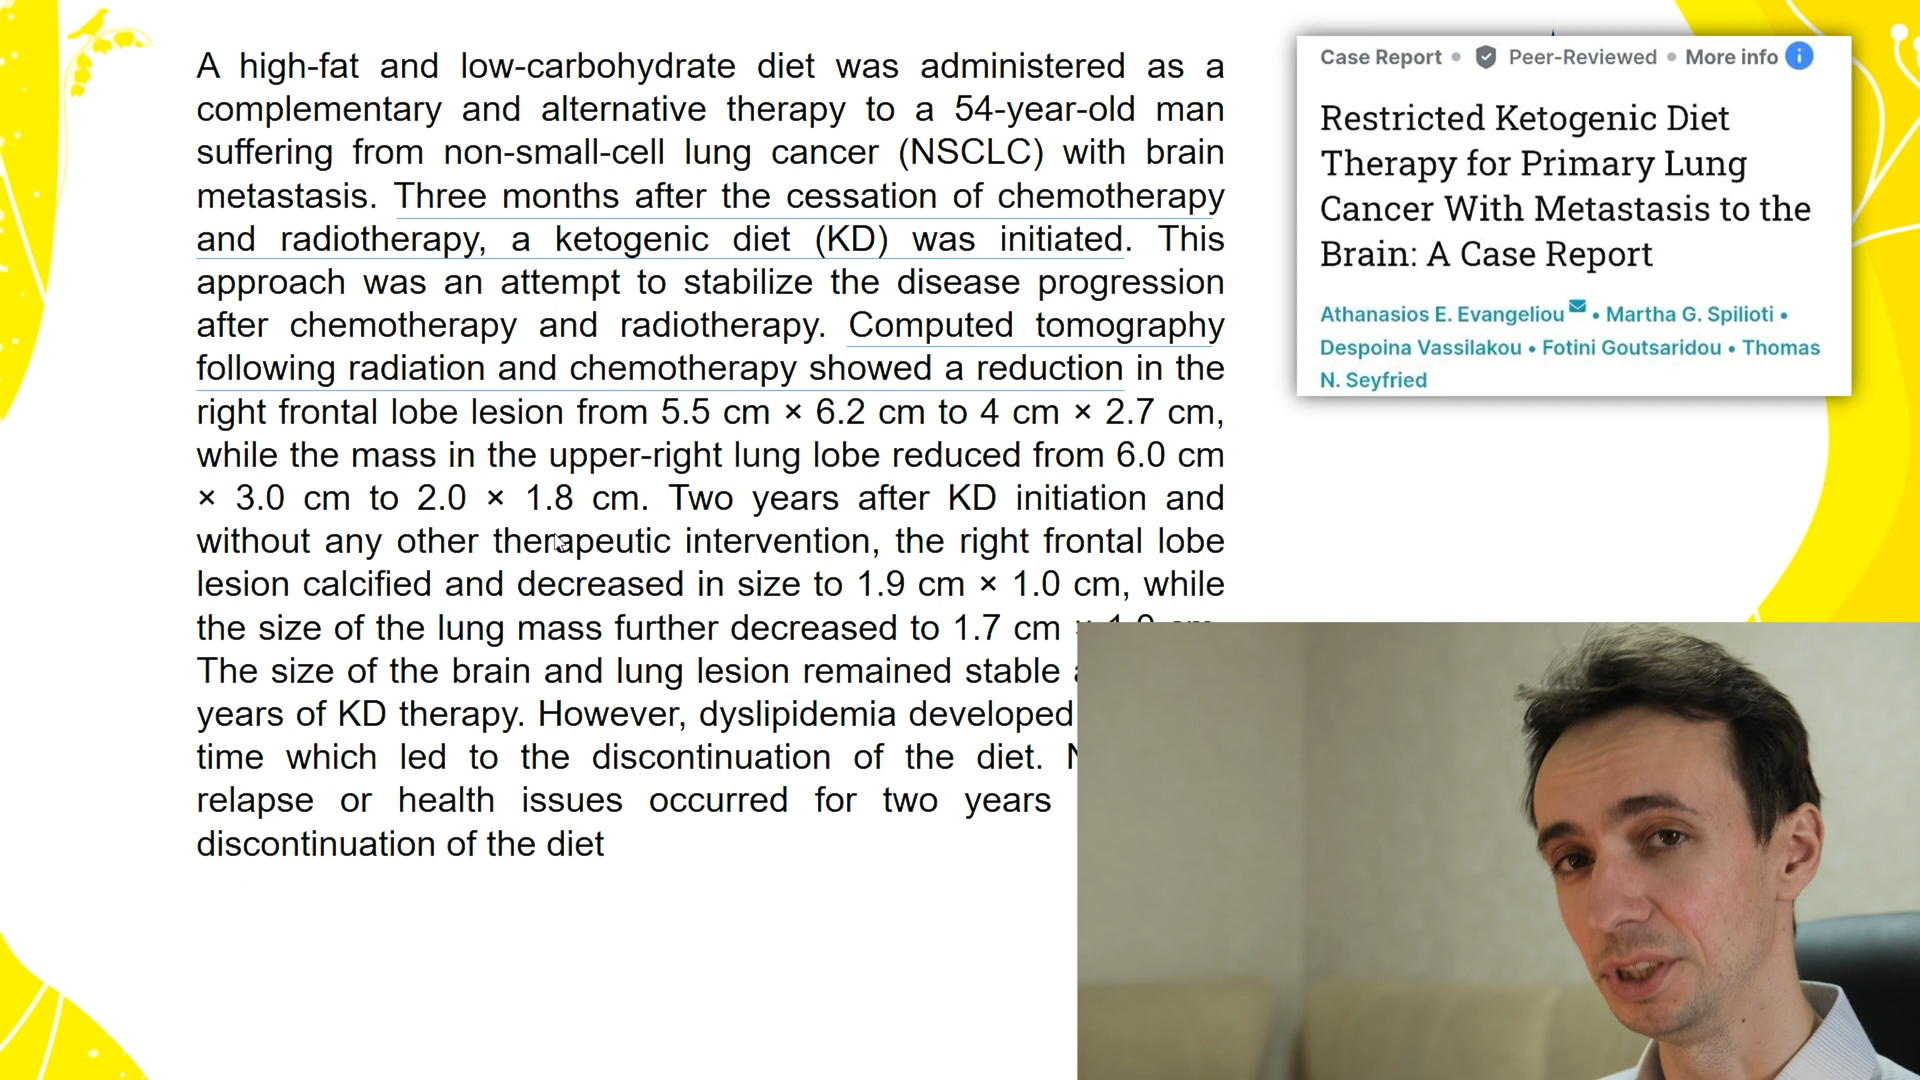 A high-fat and low-carbohydrate diet was administered as a
complementary and alternative therapy to a 54-year-old man
suffering from non-small-cell lung cancer (NSCLC) with brain
metastasis. Three months after the cessation of chemotherapy
and radiotherapy, a ketogenic diet (KD) was initiated. This
approach was an attempt to stabilize the disease progression
after chemotherapy and radiotherapy. Computed tomography
following radiation and chemotherapy showed a reduction in the
right frontal lobe lesion from 5.5 cm × 6.2 cm to 4 cm × 2.7 cm,
while the mass in the upper-right lung lobe reduced from 6.0 cm
× 3.0 cm to 2.0 × 1.8 cm. Two years after KD initiation and
without any other therapeutic intervention, the right frontal lobe
lesion calcified and decreased in size to 1.9 cm × 1.0 cm, while
the size of the lung mass further decreased to 1.7 cm
The size of the brain and lung lesion remained stable
years of KD therapy. However, dyslipidemia developed
time which led to the discontinuation of the diet.
relapse or health issues occurred for two years
discontinuation of the diet
Case Report • Peer-Reviewed • More info
Restricted Ketogenic Diet
Therapy for Primary Lung
Cancer With Metastasis to the
Brain: A Case Report
Athanasios E. Evangeliou • Martha G. Spilioti •
Despoina Vassilakou • Fotini Goutsaridou • Thomas
N. Seyfried